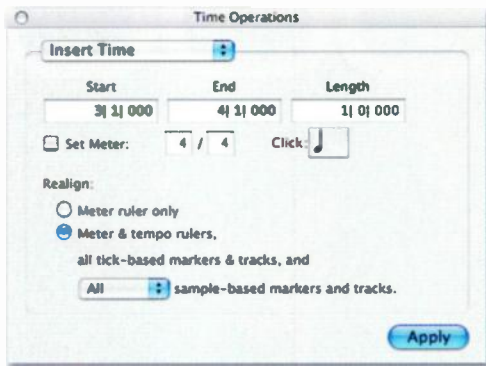 Time Operations
Insert Time
Start End Length
3| 1| 000 4| 1| 000 1| 0| 000
Set Meter: 4 / 4 Click:
Realign:
Meter ruler only
Meter & tempo rulers,
all tick-based markers & tracks, and
All sample-based markers and tracks.
Apply